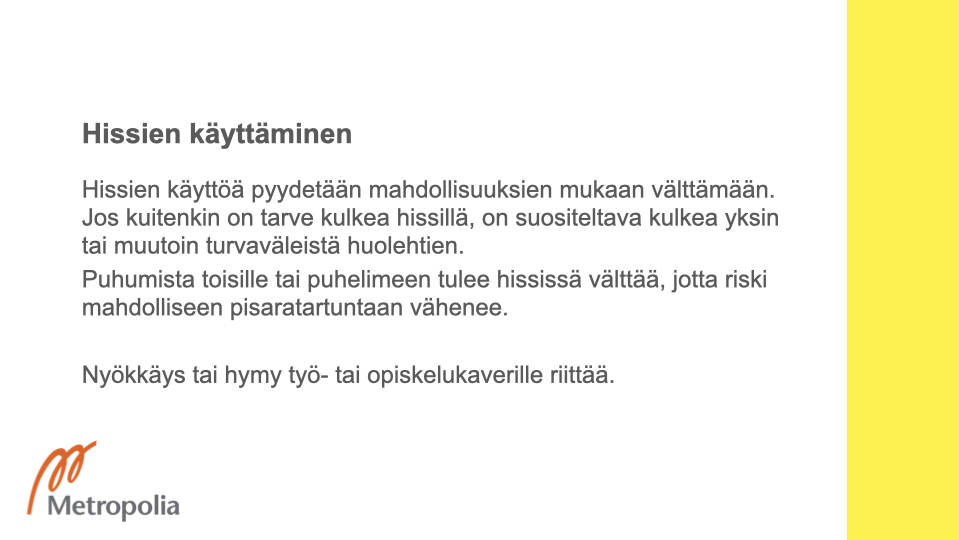 Hissien käyttäminen
Hissien käyttöä pyydetään mahdollisuuksien mukaan välttämään.
Jos kuitenkin on tarve kulkea hissillä, on suositeltava kulkea yksin
tai muutoin turvaväleistä huolehtien.
Puhumista toisille tai puhelimeen tulee hississä välttää, jotta riski
mahdolliseen pisaratartuntaan vähenee.
Nyökkäys tai hymy työ- tai opiskelukaverille riittää.
Metropolia